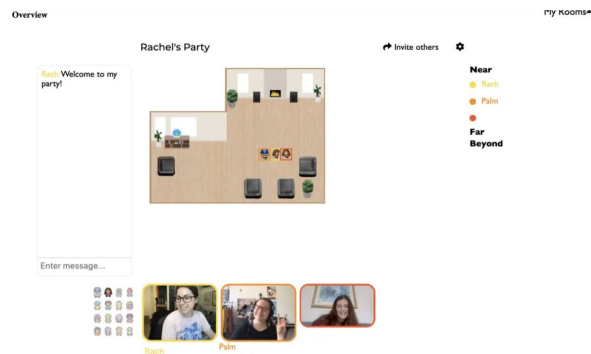 Overview
My Rooms
Rachel's Party
Invite others
Rach Welcome to my
party!
Near
Rach
Palm
Far
Beyond
Enter message...
Rach
Palm